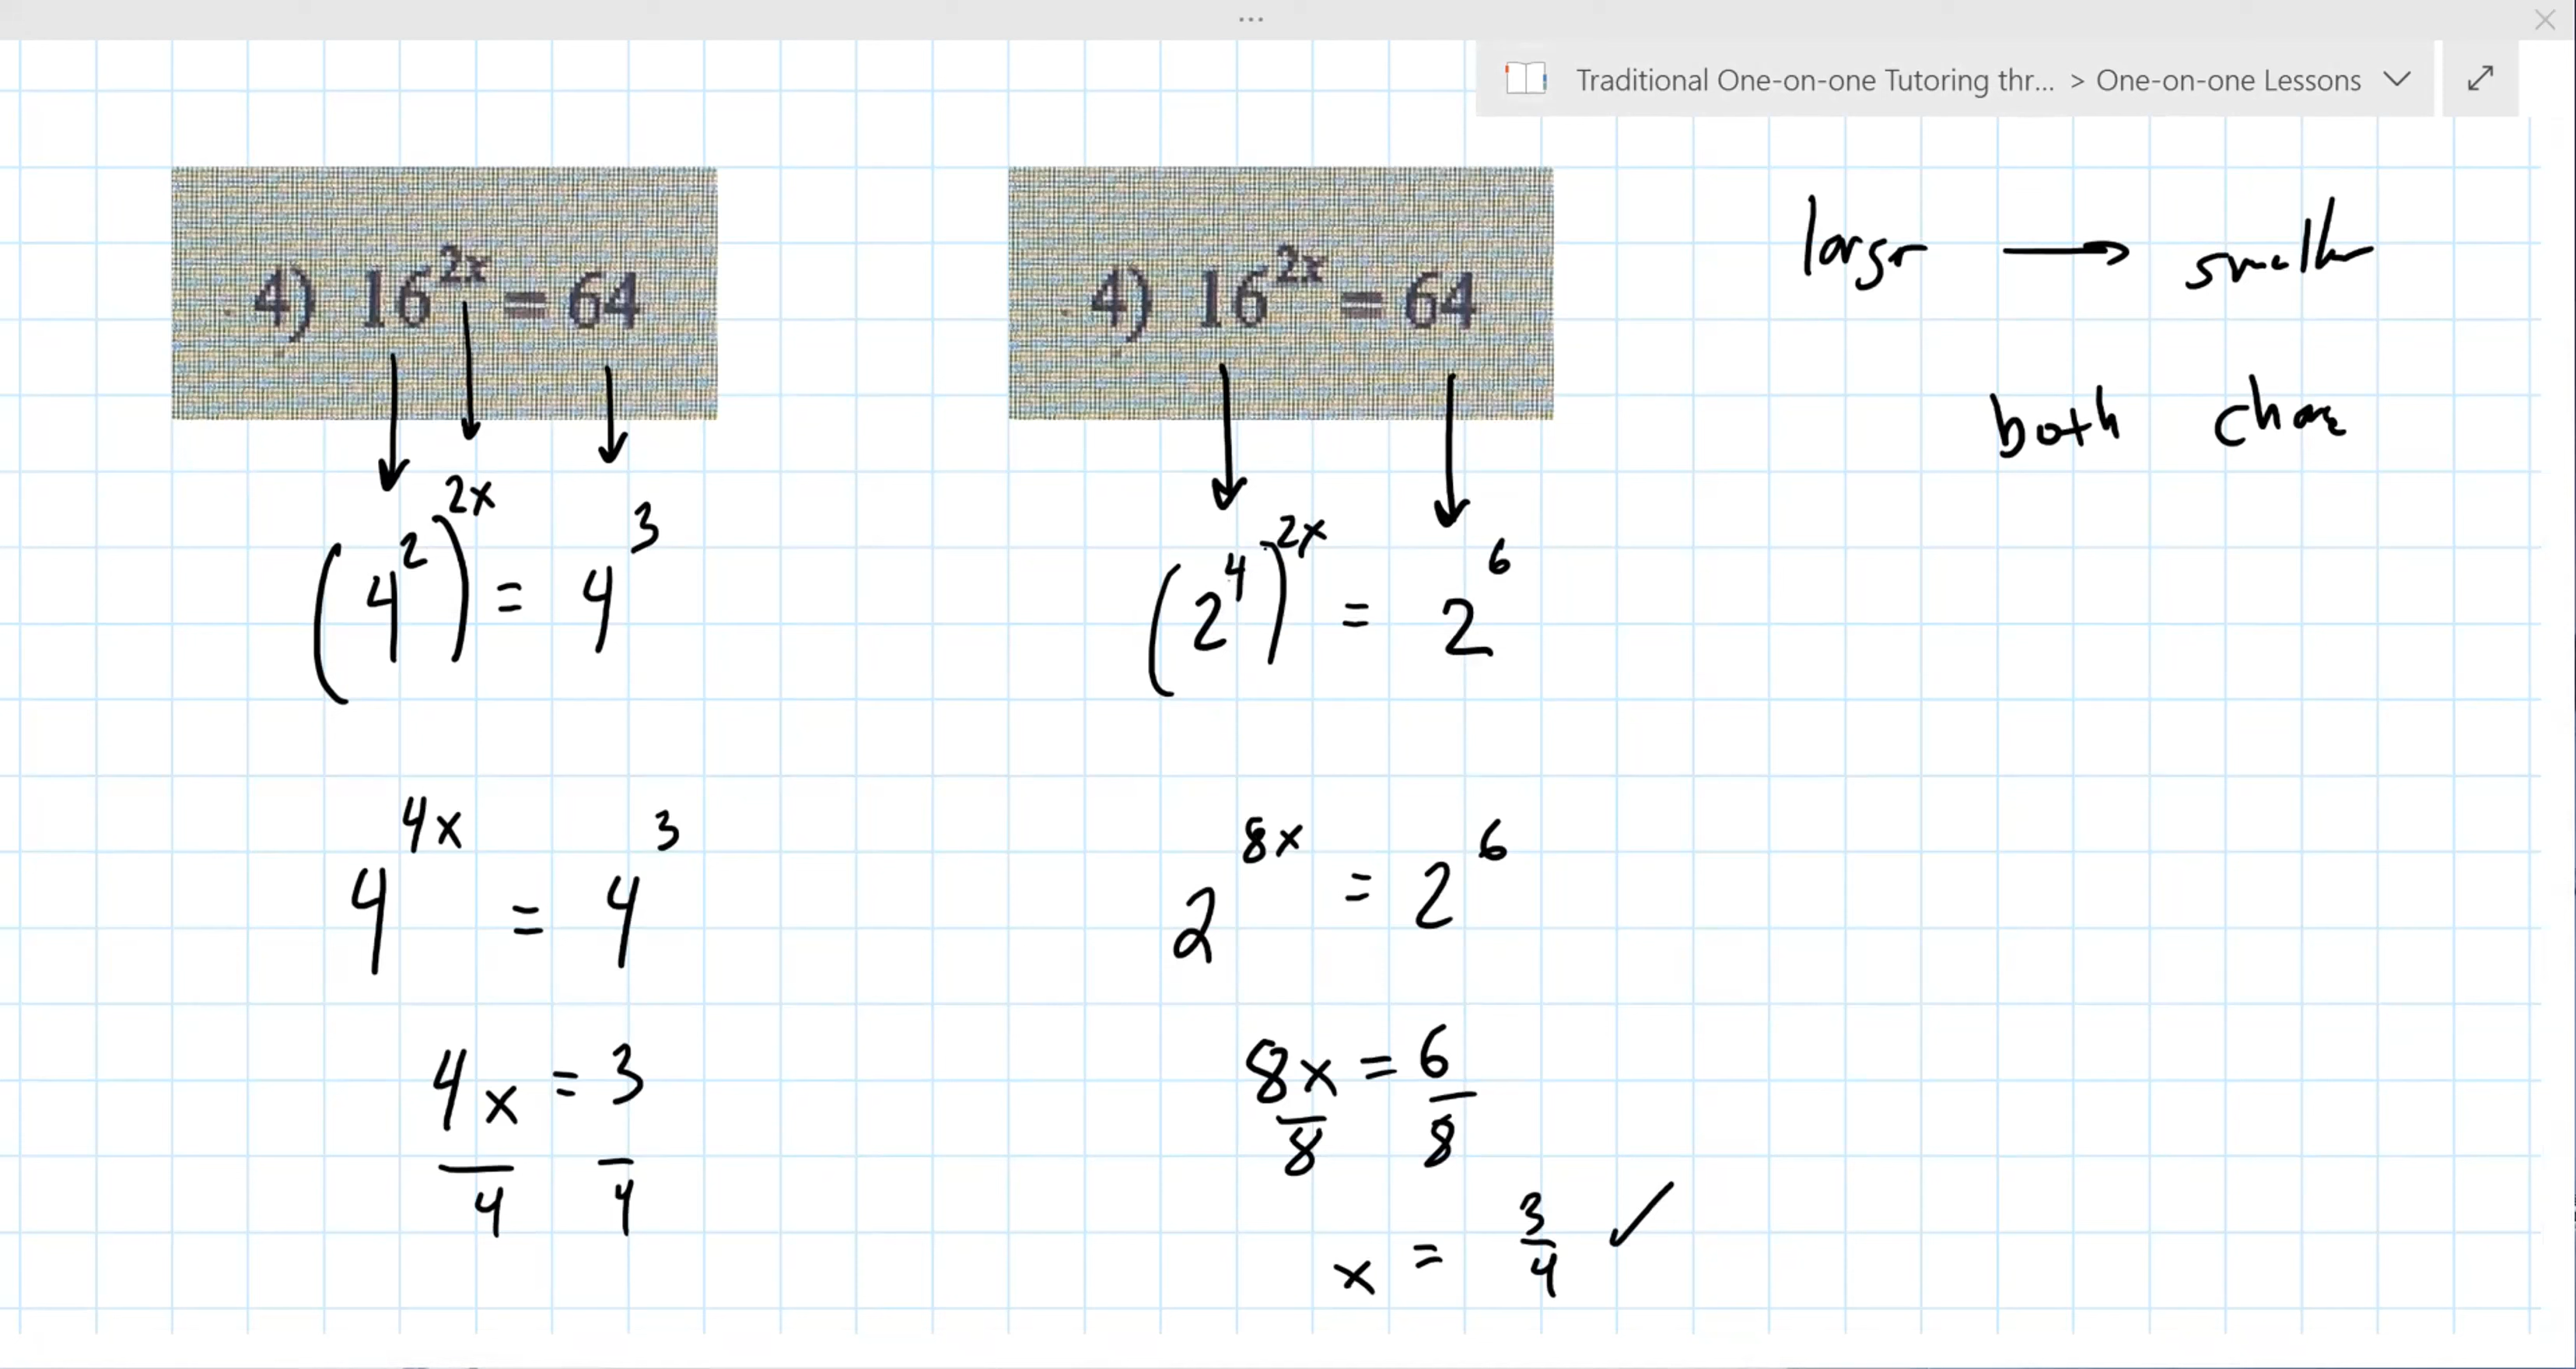 ...
Traditional One-on-one Tutoring thr... > One-on-one Lessons
4) 16^2x = 64
(4^2)^2x = 4^3
4^4x = 4^3
4x = 3
4 4
4) 16^2x = 64
(2^4)^2x = 2^6
2^8x = 2^6
8x = 6
8 8
x = 3/4 ✓
larger → smaller
both